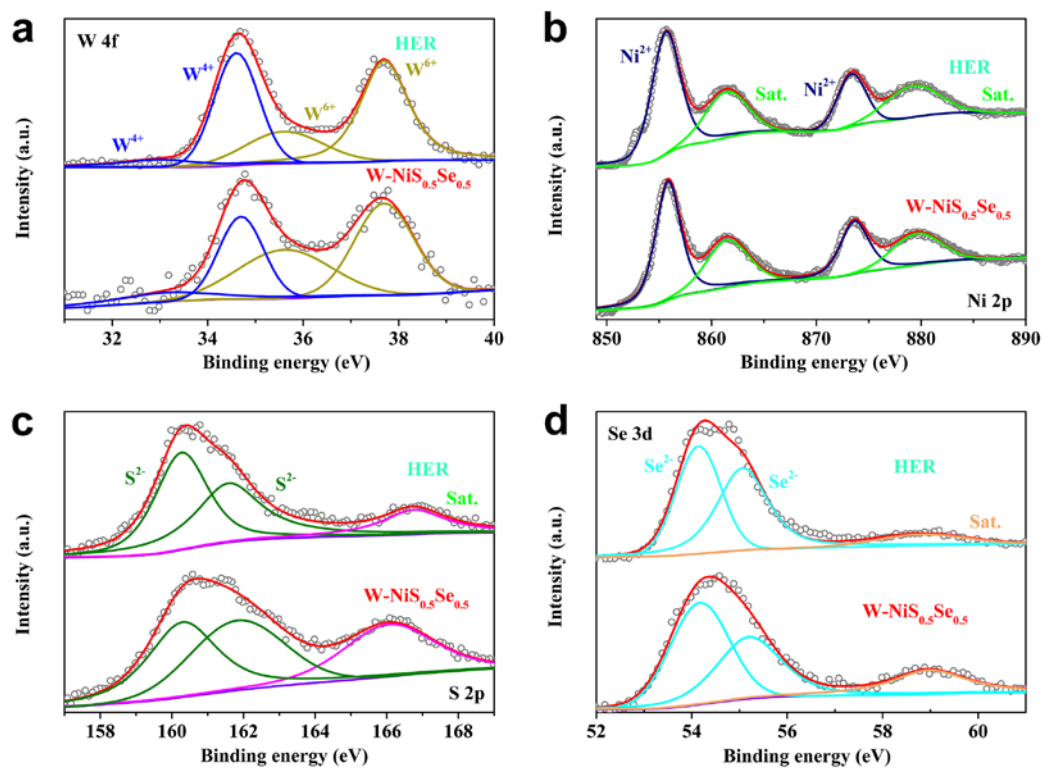 a
W 4f
HER
W⁴⁺
W⁶⁺
W⁶⁺
W⁴⁺
W-NiS₀.₅Se₀.₅
Intensity (a.u.)
32 34 36 38 40
Binding energy (eV)
b
Ni²⁺
HER
Sat.
Ni²⁺
Sat.
W-NiS₀.₅Se₀.₅
Ni 2p
Intensity (a.u.)
850 860 870 880 890
Binding energy (eV)
c
S²⁻
S²⁻
HER
Sat.
W-NiS₀.₅Se₀.₅
S 2p
Intensity (a.u.)
158 160 162 164 166 168
Binding energy (eV)
d
Se 3d
Se²⁻
Se²⁻
HER
Sat.
W-NiS₀.₅Se₀.₅
Intensity (a.u.)
52 54 56 58 60
Binding energy (eV)